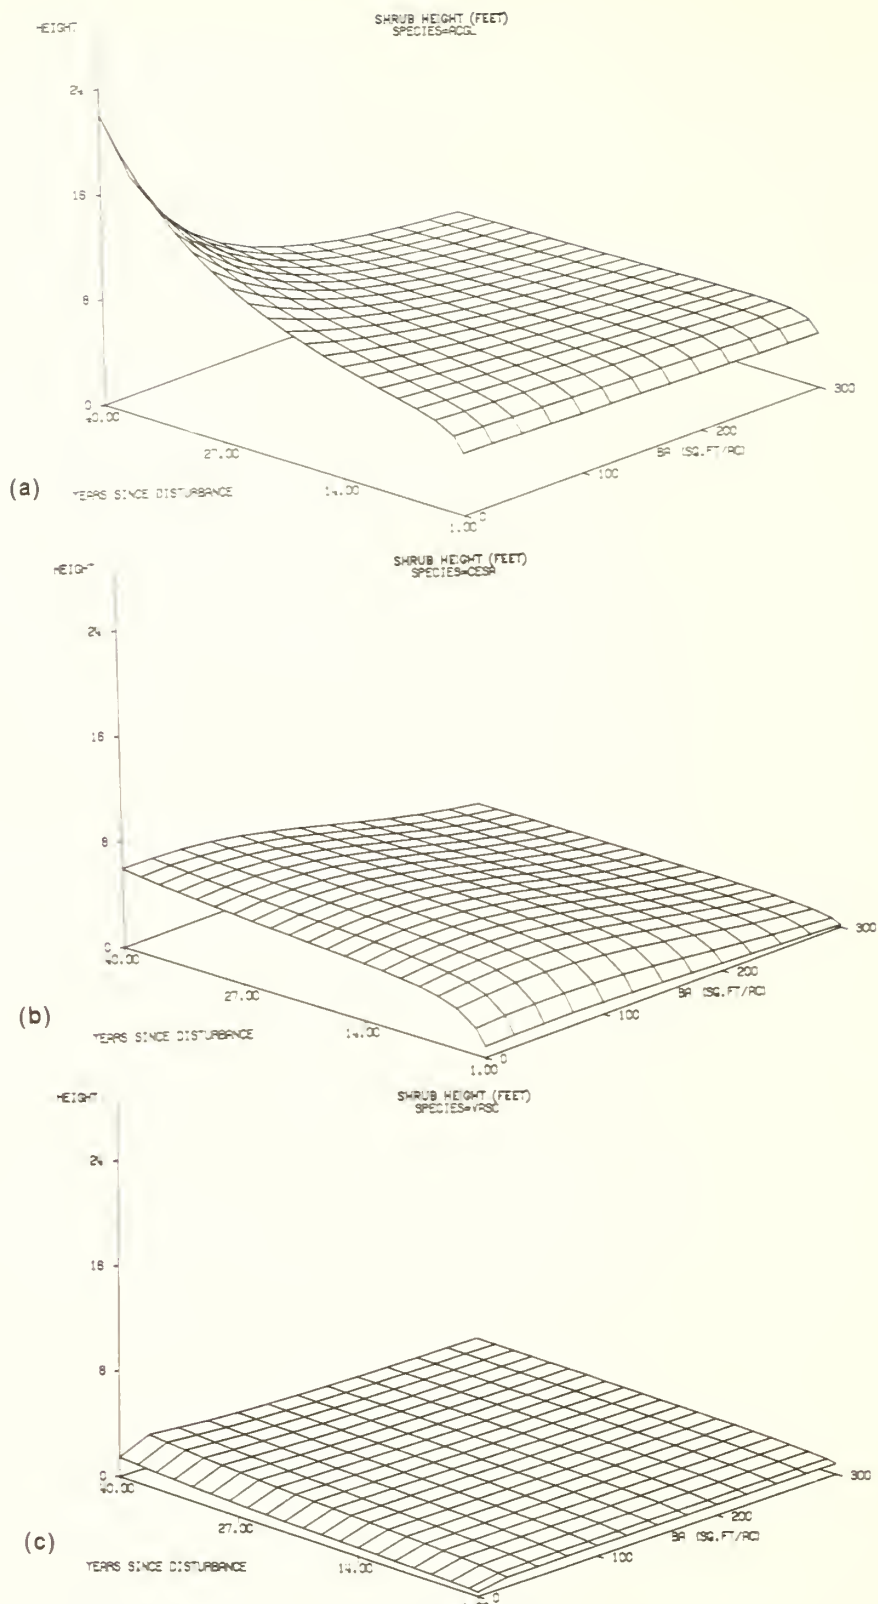 SHRUB HEIGHT (FEET)
SPECIES=ACGL
HEIGHT
24
16
8
0
40.00
27.00
14.00
1.00
0
100
200
300
BA (SQ.FT/AC)
YEARS SINCE DISTURBANCE
(a)
SHRUB HEIGHT (FEET)
SPECIES=CESA
HEIGHT
24
16
8
0
40.00
27.00
14.00
1.00
0
100
200
300
BA (SQ.FT/AC)
YEARS SINCE DISTURBANCE
(b)
SHRUB HEIGHT (FEET)
SPECIES=VASC
HEIGHT
24
16
8
0
40.00
27.00
14.00
0
100
200
300
BA (SQ.FT/AC)
YEARS SINCE DISTURBANCE
(c)